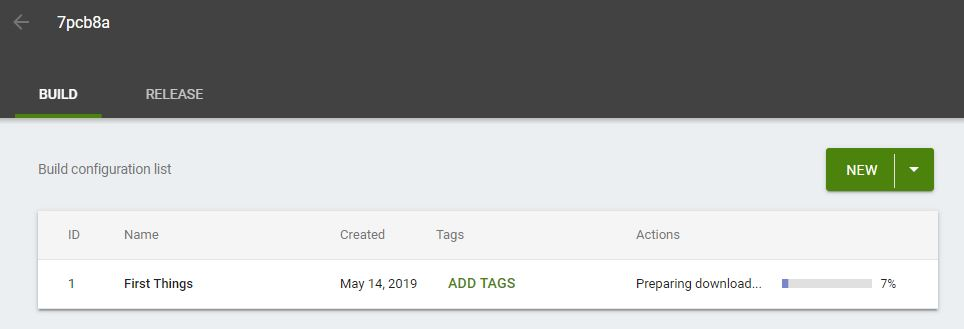 7pcb8a
BUILD RELEASE
Build configuration list
NEW
ID Name Created Tags Actions
1 First Things May 14, 2019 ADD TAGS Preparing download... 7%